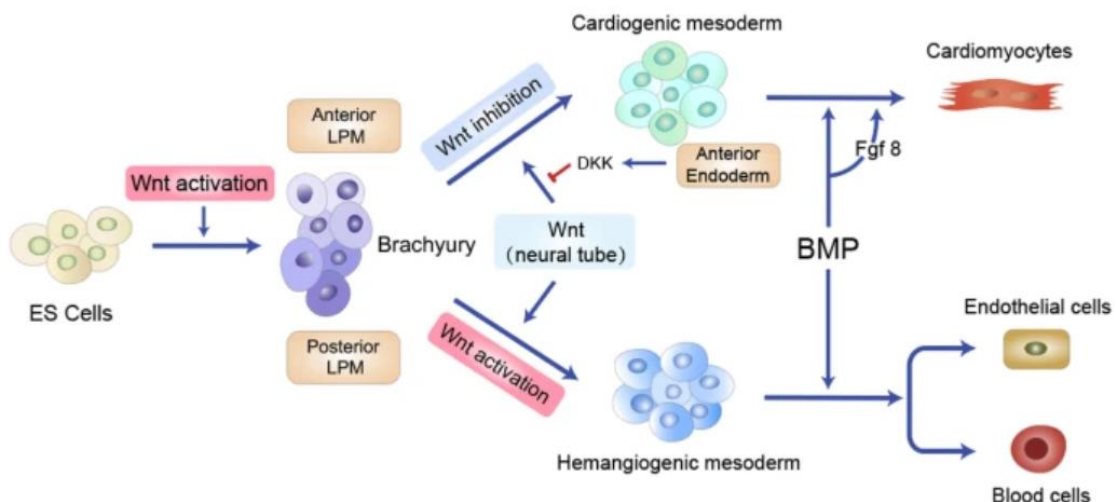 Cardiogenic mesoderm
Cardiomyocytes
Anterior
LPM
Wnt inhibition
Fgf 8
DKK
Anterior
Endoderm
Wnt activation
Brachyury
Wnt
(neural tube)
BMP
ES Cells
Endothelial cells
Posterior
LPM
Wnt activation
Hemangiogenic mesoderm
Blood cells